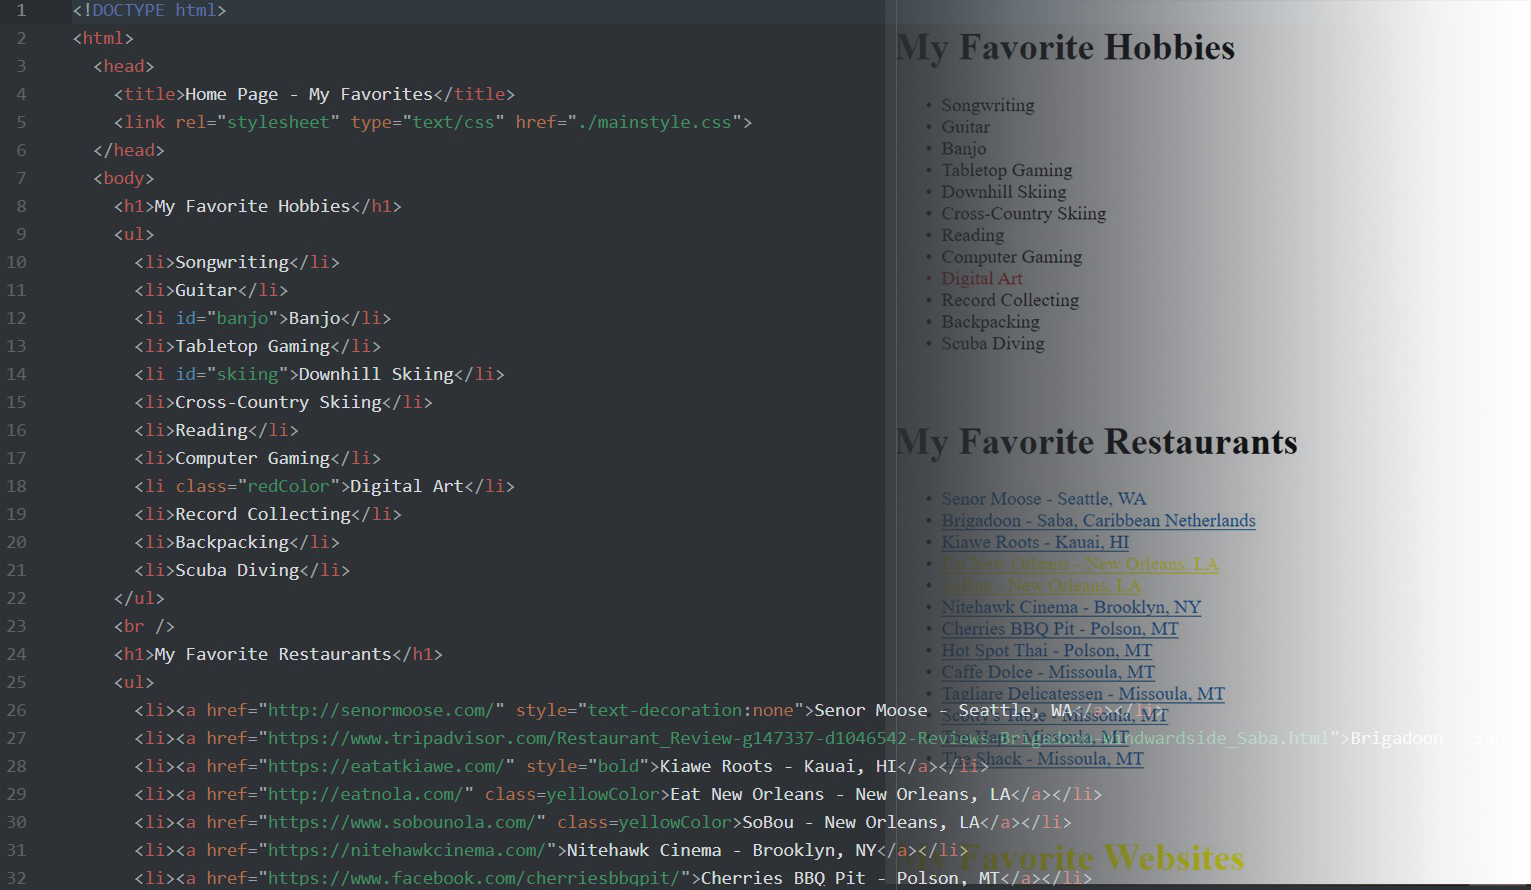 1 <!DOCTYPE html>
2 <html>
3 <head>
4 <title>Home Page - My Favorites</title>
5 <link rel="stylesheet" type="text/css" href="./mainstyle.css">
6 </head>
7 <body>
8 <h1>My Favorite Hobbies</h1>
9 <ul>
10 <li>Songwriting</li>
11 <li>Guitar</li>
12 <li id="banjo">Banjo</li>
13 <li>Tabletop Gaming</li>
14 <li id="skiing">Downhill Skiing</li>
15 <li>Cross-Country Skiing</li>
16 <li>Reading</li>
17 <li>Computer Gaming</li>
18 <li class="redColor">Digital Art</li>
19 <li>Record Collecting</li>
20 <li>Backpacking</li>
21 <li>Scuba Diving</li>
22 </ul>
23 <br />
24 <h1>My Favorite Restaurants</h1>
25 <ul>
26 <li><a href="http://senormoose.com/" style="text-decoration:none">Senor Moose - Seattle, WA</a></li>
27 <li><a href="https://www.tripadvisor.com/Restaurant_Review-g147337-d1046542-Reviews-Brigadoon-Windwardside_Saba.html">Brigadoon - Saba
28 <li><a href="https://eatatkiawe.com/" style="bold">Kiawe Roots - Kauai, HI</a></li>
29 <li><a href="http://eatnola.com/" class=yellowColor>Eat New Orleans - New Orleans, LA</a></li>
30 <li><a href="https://www.sobounola.com/" class=yellowColor>SoBou - New Orleans, LA</a></li>
31 <li><a href="https://nitehawkcinema.com/">Nitehawk Cinema - Brooklyn, NY</a></li>
32 <li><a href="https://www.facebook.com/cherriesbbqpit/">Cherries BBQ Pit - Polson, MT</a></li>
My Favorite Hobbies
• Songwriting
• Guitar
• Banjo
• Tabletop Gaming
• Downhill Skiing
• Cross-Country Skiing
• Reading
• Computer Gaming
• Digital Art
• Record Collecting
• Backpacking
• Scuba Diving
My Favorite Restaurants
• Senor Moose - Seattle, WA
• Brigadoon - Saba, Caribbean Netherlands
• Kiawe Roots - Kauai, HI
• Eat New Orleans - New Orleans, LA
• SoBou - New Orleans, LA
• Nitehawk Cinema - Brooklyn, NY
• Cherries BBQ Pit - Polson, MT
• Hot Spot Thai - Polson, MT
• Caffe Dolce - Missoula, MT
• Tagliare Delicatessen - Missoula, MT
• Scotty's Table - Missoula, MT
• Missoula, MT
• The Shack - Missoula, MT
Favorite Websites